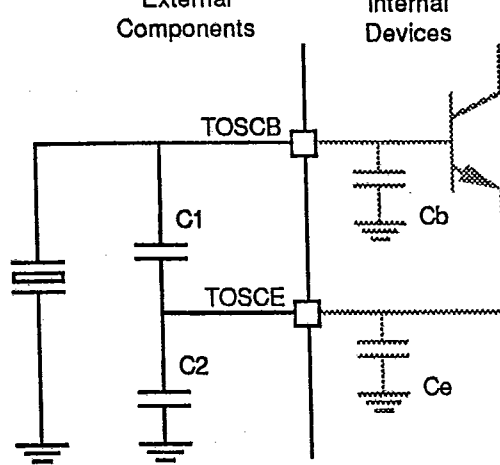 External Internal
Components Devices
TOSCB
C1
Cb
TOSCE
C2
Ce